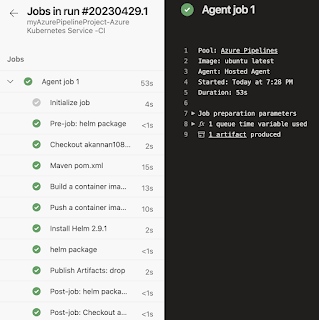 Jobs in run #20230429.1
myAzurePipelineProject-Azure
Kubernetes Service -CI
Jobs
Agent job 1 53s
Initialize job 4s
Pre-job: helm package <1s
Checkout akannan108... 2s
Maven pom.xml 15s
Build a container ima... 13s
Push a container ima... 10s
Install Helm 2.9.1 2s
helm package <1s
Publish Artifacts: drop 2s
Post-job: helm packa... <1s
Post-job: Checkout a... <1s
Agent job 1
1 Pool: Azure Pipelines
2 Image: ubuntu latest
3 Agent: Hosted Agent
4 Started: Today at 7:28 PM
5 Duration: 53s
6
7 Job preparation parameters
8 fx 1 queue time variable used
9 1 artifact produced